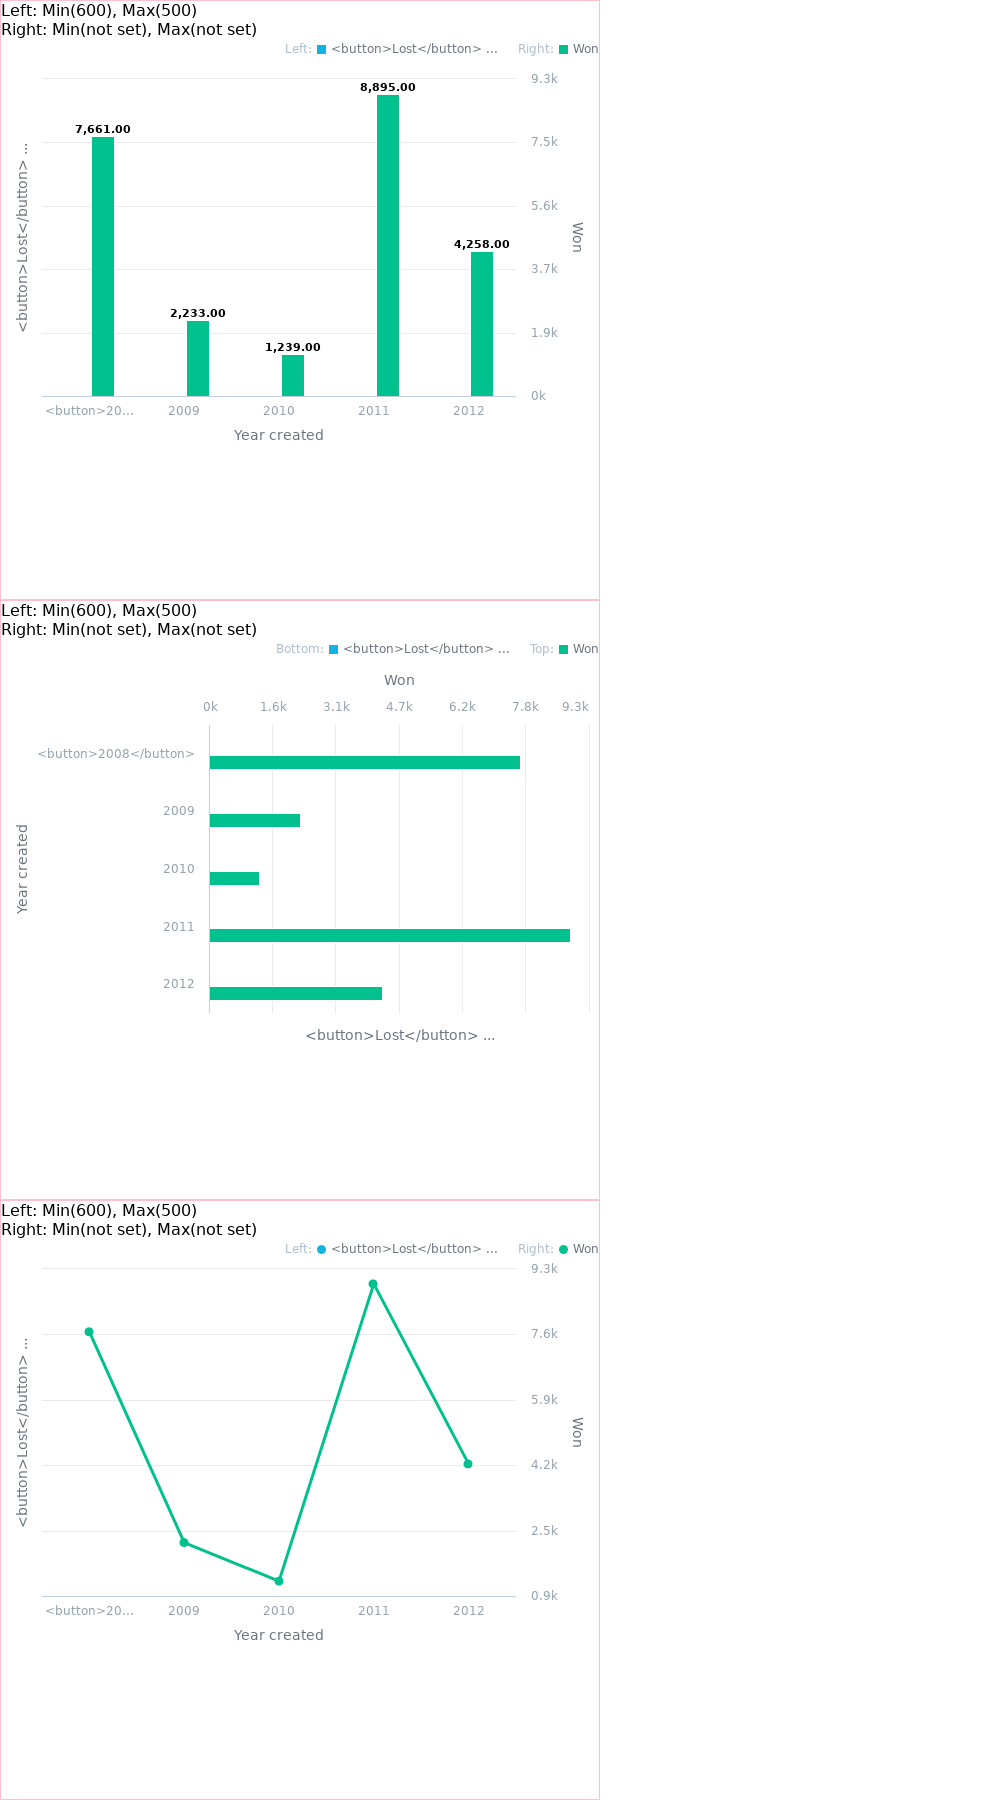 Left: Min(600), Max(500)
Right: Min(not set), Max(not set)
Left: <button>Lost</button> ... Right: Won
9.3k
8,895.00
7,661.00
7.5k
<button>Lost</button> ...
5.6k
Won
4,258.00
3.7k
2,233.00
1.9k
1,239.00
0k
<button>20... 2009 2010 2011 2012
Year created
Left: Min(600), Max(500)
Right: Min(not set), Max(not set)
Bottom: <button>Lost</button> ... Top: Won
Won
0k 1.6k 3.1k 4.7k 6.2k 7.8k 9.3k
<button>2008</button>
2009
Year created
2010
2011
2012
<button>Lost</button> ...
Left: Min(600), Max(500)
Right: Min(not set), Max(not set)
Left: <button>Lost</button> ... Right: Won
9.3k
7.6k
<button>Lost</button> ...
5.9k
Won
4.2k
2.5k
0.9k
<button>20... 2009 2010 2011 2012
Year created